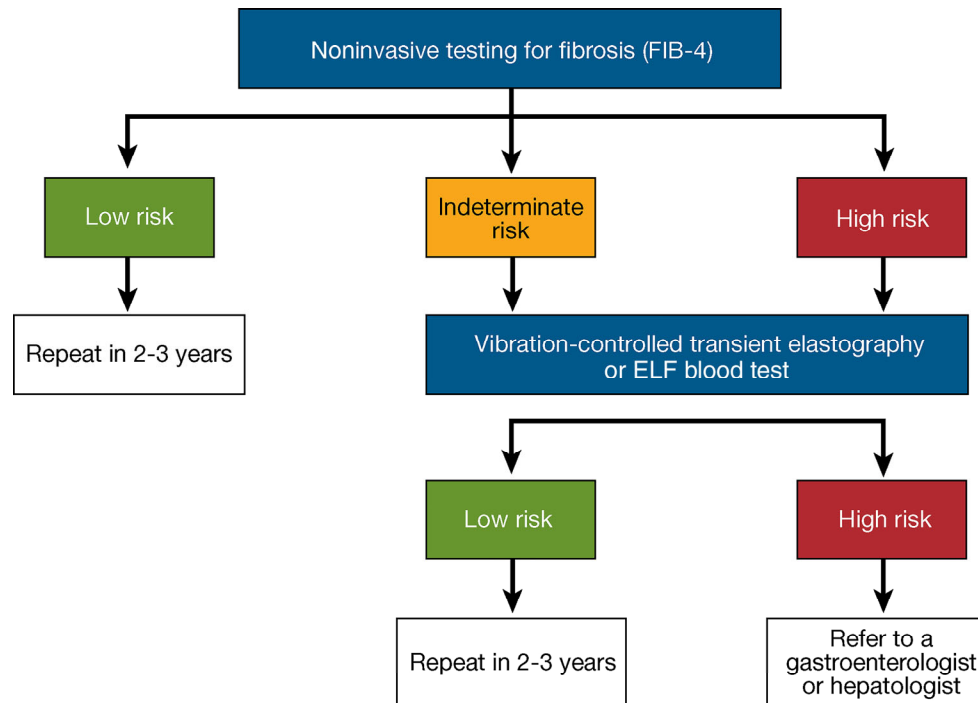 Noninvasive testing for fibrosis (FIB-4)
Low risk
Indeterminate
risk
High risk
Repeat in 2-3 years
Vibration-controlled transient elastography
or ELF blood test
Low risk
High risk
Repeat in 2-3 years
Refer to a
gastroenterologist
or hepatologist